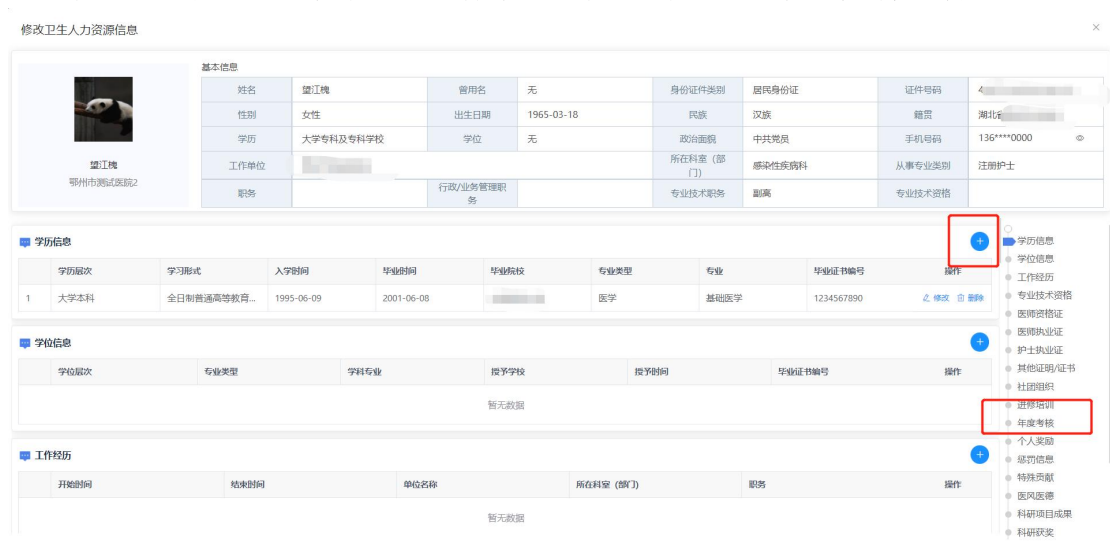 修改卫生人力资源信息
×
望江槐
鄂州市测试医院2
基本信息
姓名 望江槐 曾用名 无 身份证件类别 居民身份证 证件号码 4
性别 女性 出生日期 1965-03-18 民族 汉族 籍贯 湖北省
学历 大学专科及专科学校 学位 无 政治面貌 中共党员 手机号码 136****0000
工作单位 所在科室（部门） 感染性疾病科 从事专业类别 注册护士
职务 行政/业务管理职务 专业技术职务 副高 专业技术资格
学历信息
学历层次 学习形式 入学时间 毕业时间 毕业院校 专业类型 专业 毕业证书编号 操作
1 大学本科 全日制普通高等教育... 1995-06-09 2001-06-08 医学 基础医学 1234567890 修改 删除
学位信息
学位层次 专业类型 学科专业 授予学校 授予时间 毕业证书编号 操作
暂无数据
工作经历
开始时间 结束时间 单位名称 所在科室（部门） 职务 操作
暂无数据
学历信息
学位信息
工作经历
专业技术资格
医师资格证
医师执业证
护士执业证
其他证明/证书
社团组织
进修培训
年度考核
个人奖励
惩罚信息
特殊贡献
医风医德
科研项目成果
科研获奖